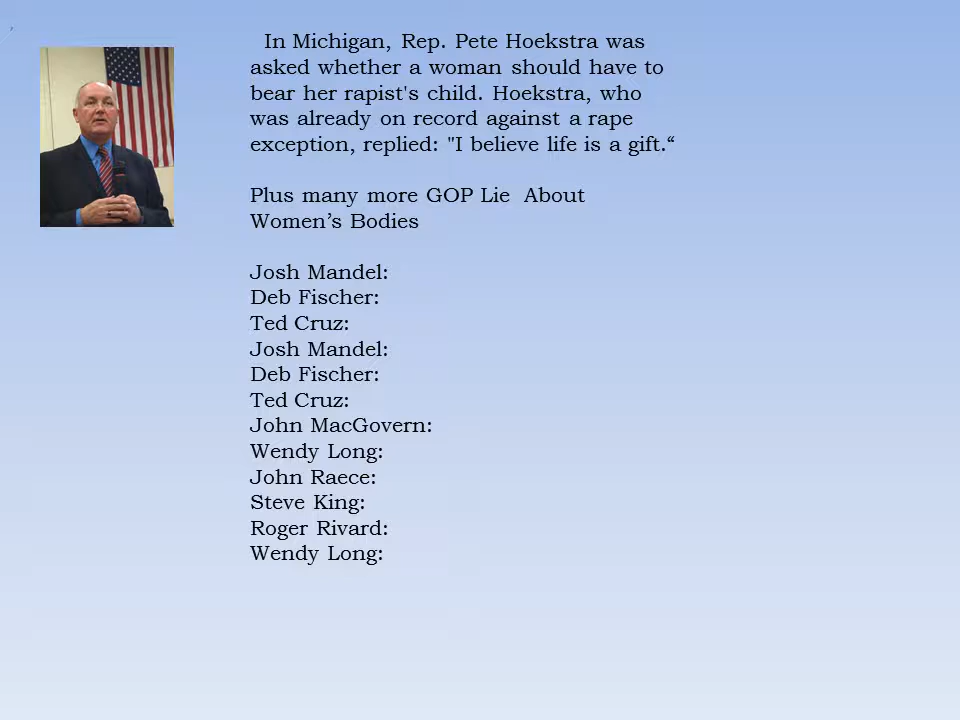 In Michigan, Rep. Pete Hoekstra was
asked whether a woman should have to
bear her rapist's child. Hoekstra, who
was already on record against a rape
exception, replied: "I believe life is a gift.“
Plus many more GOP Lie  About
Women’s Bodies
Josh Mandel:
Deb Fischer:
Ted Cruz:
Josh Mandel:
Deb Fischer:
Ted Cruz:
John MacGovern:
Wendy Long:
John Raece:
Steve King:
Roger Rivard:
Wendy Long: